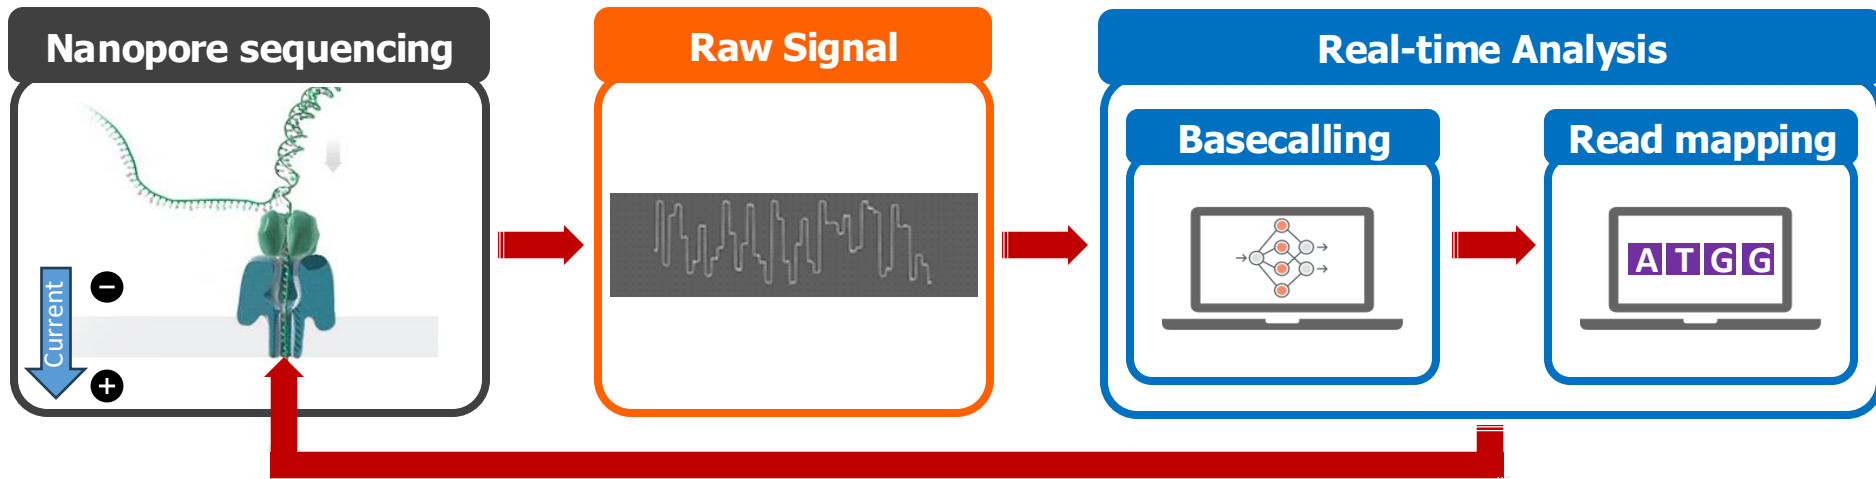 Nanopore sequencing
Raw Signal
Real-time Analysis
Basecalling
Read mapping
ATGG
Current
−
+